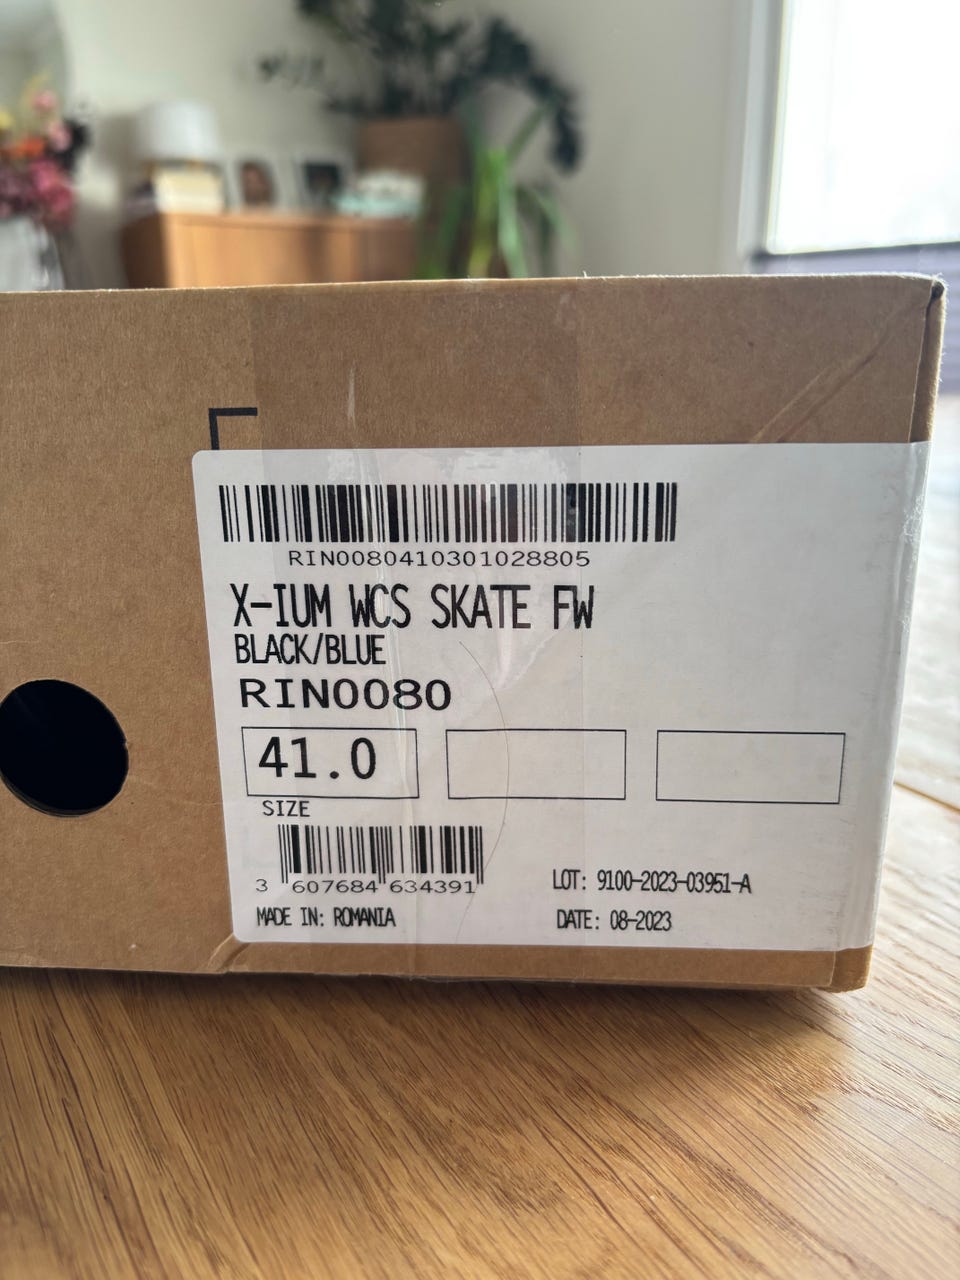 RIN0080410301028805
X-IUM WCS SKATE FW
BLACK/BLUE
RIN0080
41.0
SIZE
3 607684 634391
LOT: 9100-2023-03951-A
MADE IN: ROMANIA
DATE: 08-2023